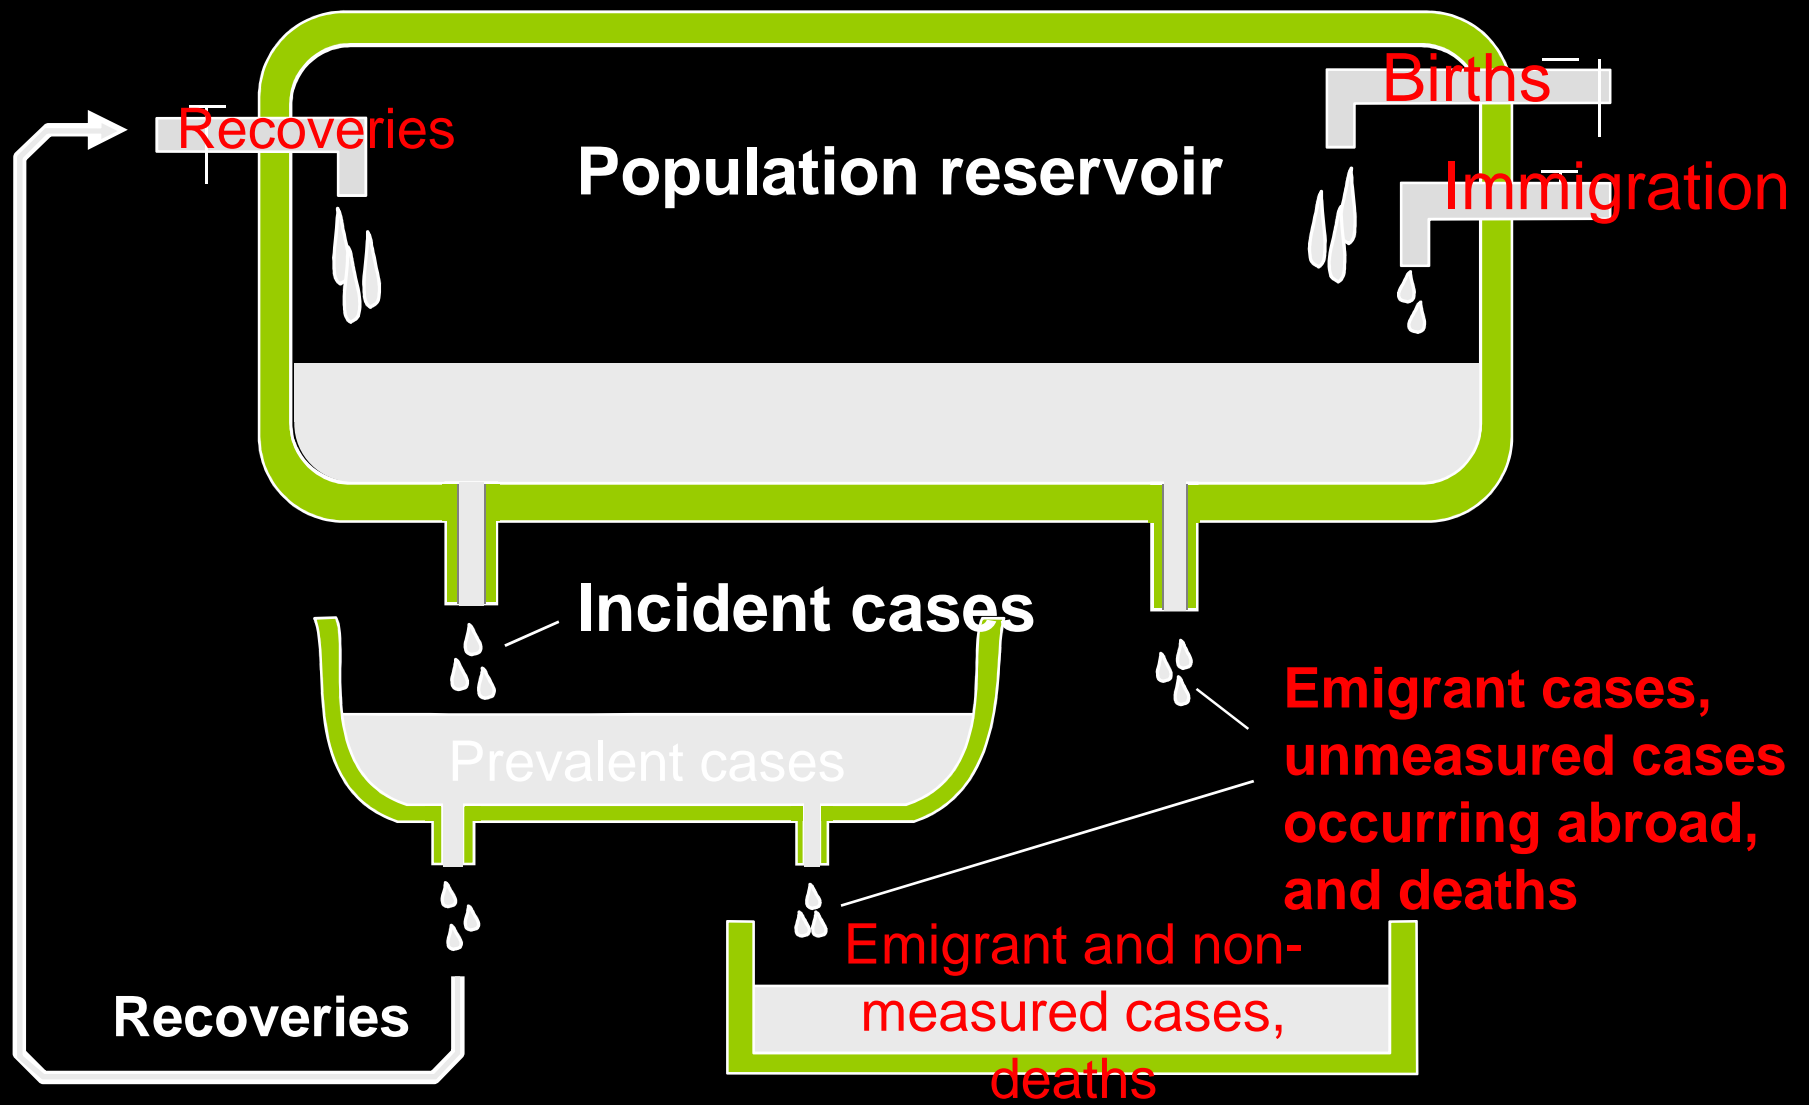 Births
Recoveries
Population reservoir
Immigration
Incident cases
Prevalent cases
Emigrant cases,
unmeasured cases
occurring abroad,
and deaths
Emigrant and non-
measured cases,
deaths
Recoveries